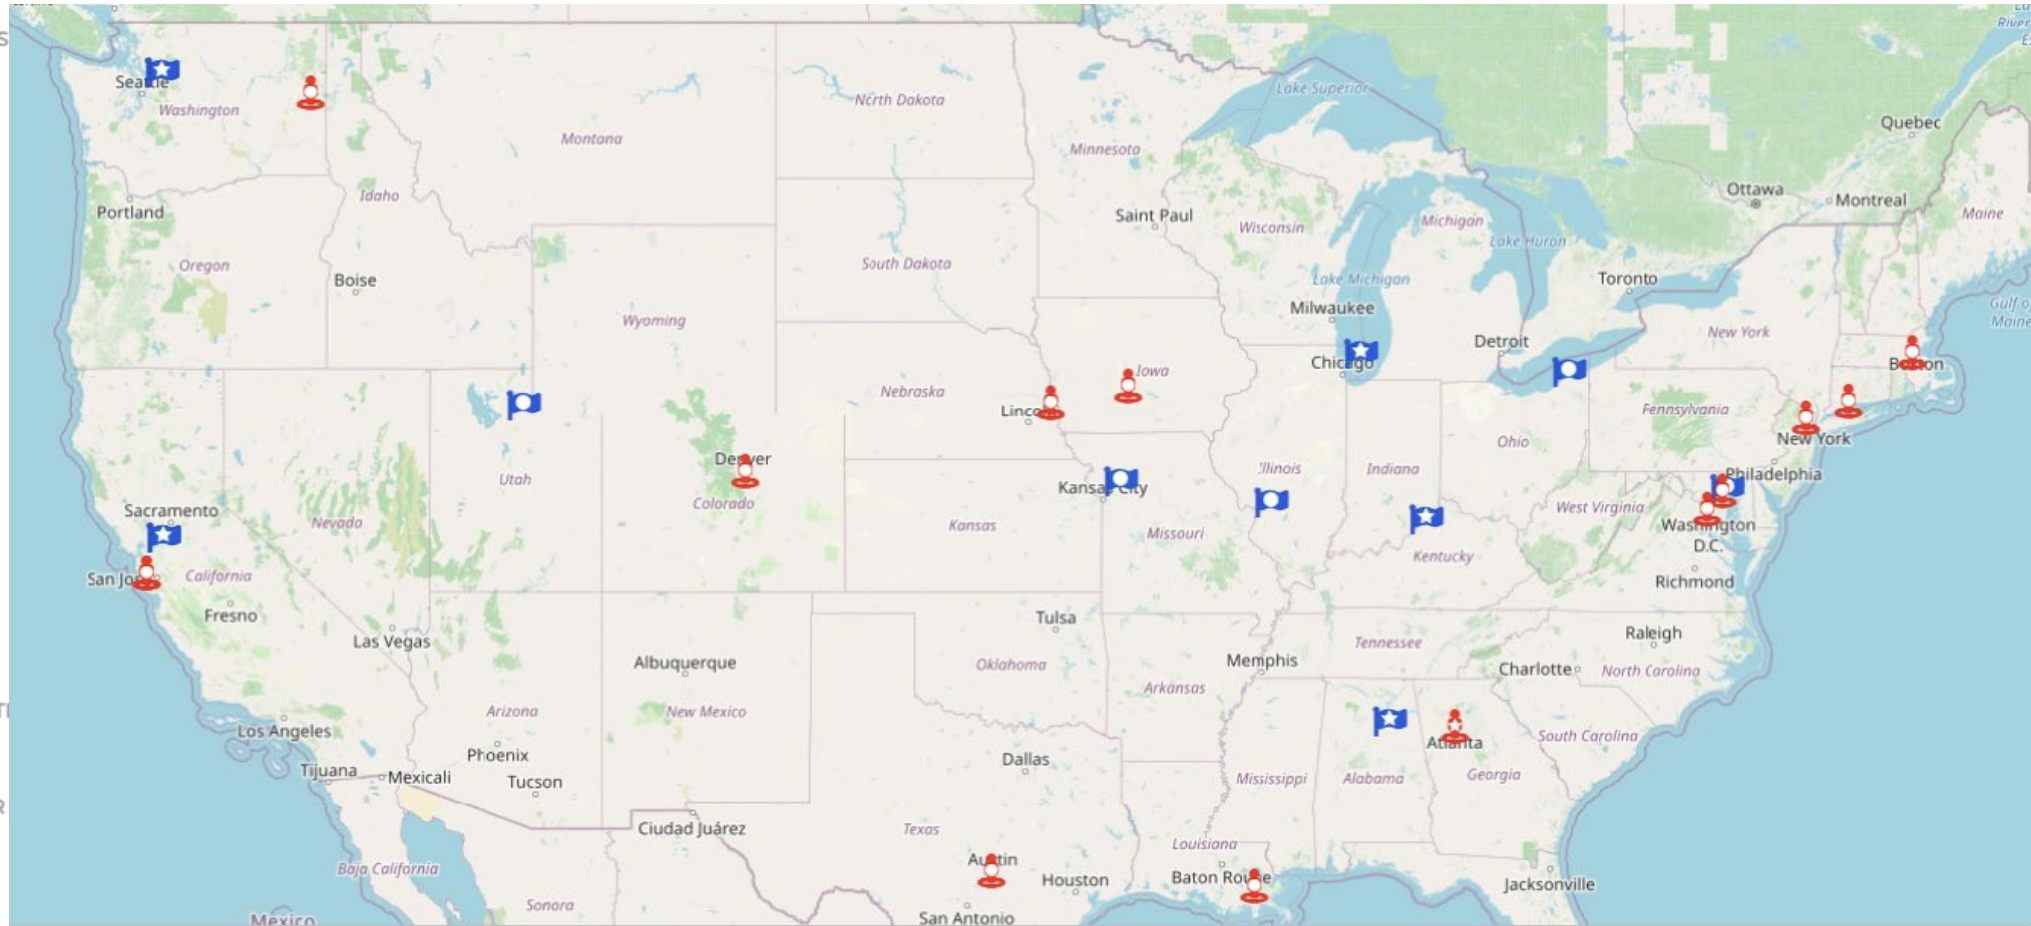 Seattle
Washington
Montana
North Dakota
Minnesota
Lake Superior
Quebec
Ottawa
Montreal
Maine
Portland
Idaho
Saint Paul
Wisconsin
Michigan
Lake Huron
Oregon
Boise
South Dakota
Lake Michigan
Toronto
Gulf o
Maine
Wyoming
Milwaukee
Detroit
New York
Chicago
Iowa
Boston
Nebraska
Linco
Pennsylvania
New York
Ohio
Denver
Utah
Colorado
Kansas City
Illinois
Indiana
Philadelphia
Sacramento
Nevada
Kansas
Missouri
West Virginia
Washington
D.C.
Kentucky
San Jo
California
Richmond
Fresno
Las Vegas
Tulsa
Raleigh
Tennessee
Albuquerque
Oklahoma
Memphis
Charlotte
North Carolina
Arkansas
Arizona
New Mexico
Los Angeles
Atlanta
South Carolina
Phoenix
Dallas
Tijuana
Mexicali
Tucson
Mississippi
Alabama
Georgia
Ciudad Juárez
Texas
Louisiana
Baja California
Austin
Houston
Baton Rouge
Jacksonville
Sonora
San Antonio
Mexico